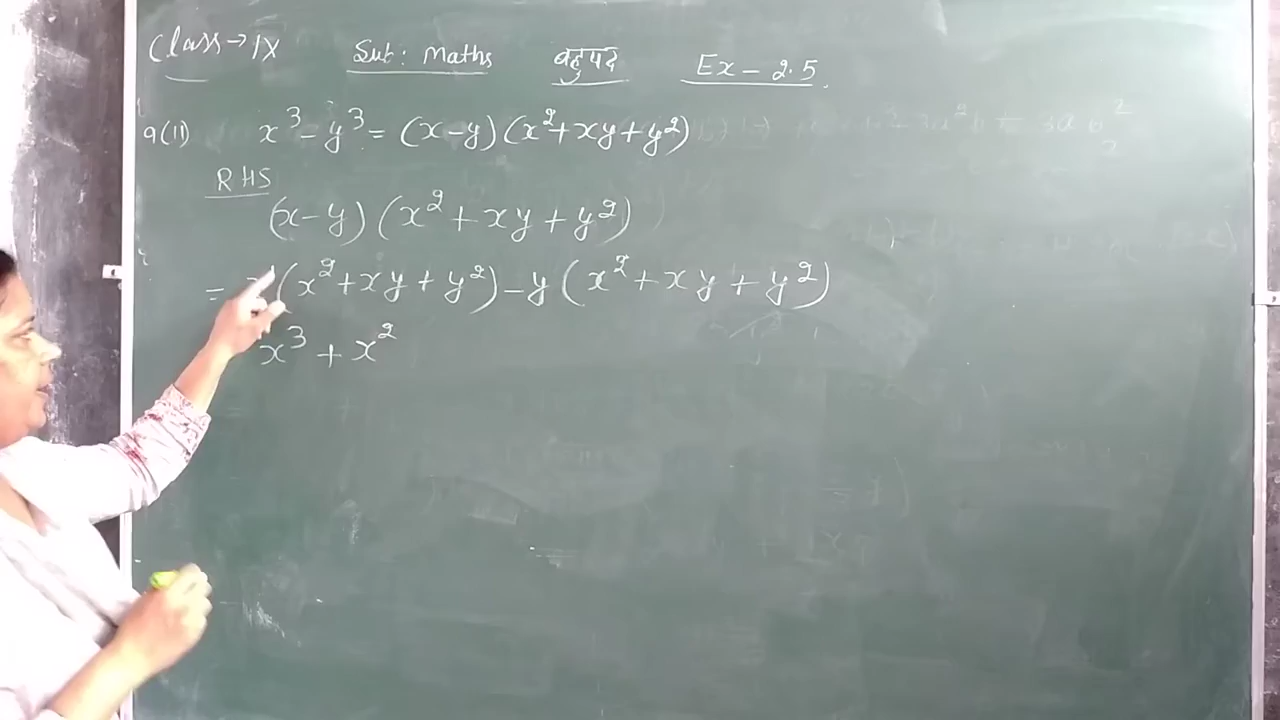 Class→IX Sub: Maths बहुपद Ex - 2.5
9(11) x³-y³=(x-y)(x²+xy+y²)
RHS
(x-y)(x²+xy+y²)
= x(x²+xy+y²)-y(x²+xy+y²)
x³+x²